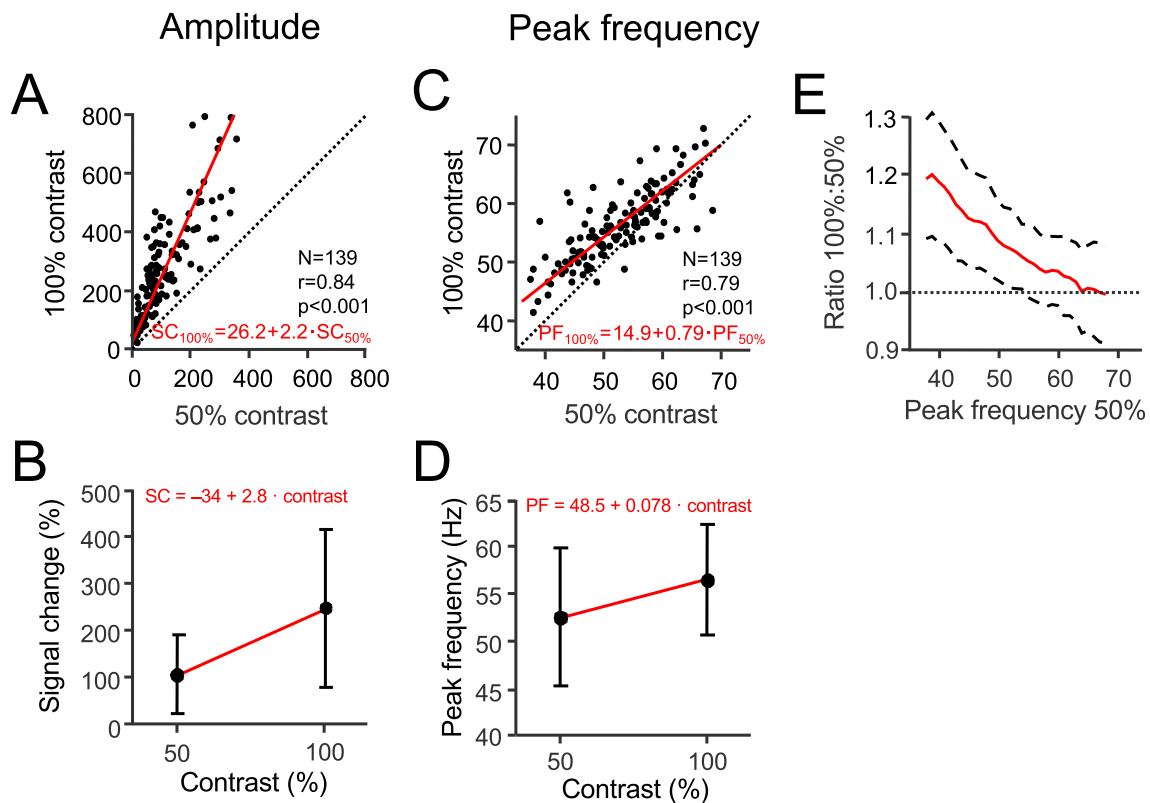 Amplitude
Peak frequency
A
800
600
400
200
0
100% contrast
N=139
r=0.84
p<0.001
SC100%=26.2+2.2·SC50%
0 200 400 600 800
50% contrast
C
70
60
50
40
100% contrast
N=139
r=0.79
p<0.001
PF100%=14.9+0.79·PF50%
40 50 60 70
50% contrast
E
1.3
1.2
1.1
1.0
0.9
Ratio 100%:50%
40 50 60 70
Peak frequency 50%
B
500
400
300
200
100
0
Signal change (%)
SC = –34 + 2.8 · contrast
50 100
Contrast (%)
D
65
60
55
50
45
40
Peak frequency (Hz)
PF = 48.5 + 0.078 · contrast
50 100
Contrast (%)